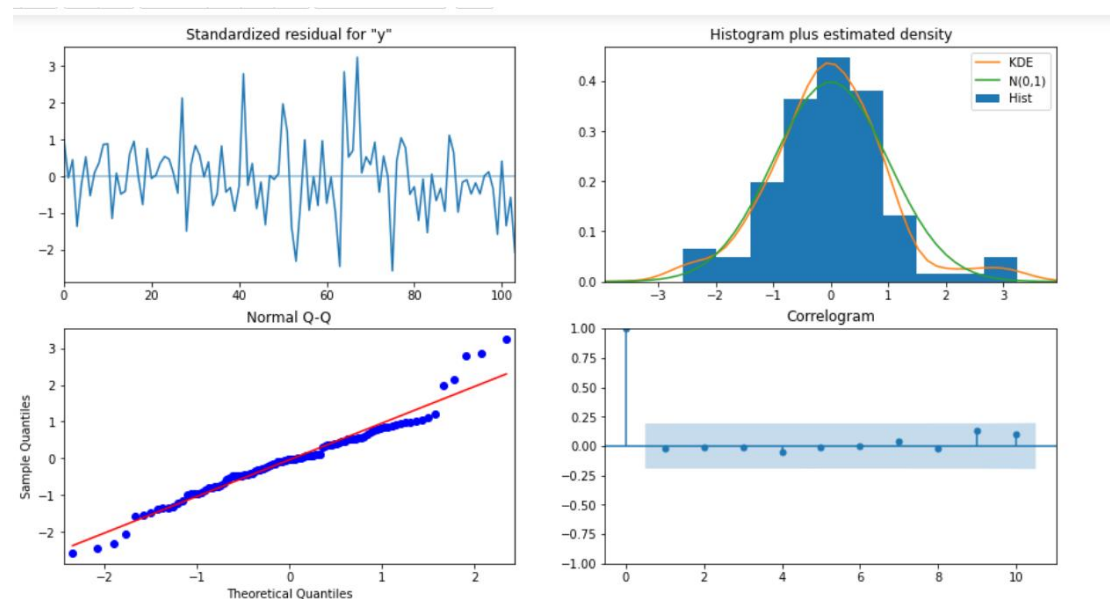 Standardized residual for "y"
3
2
1
0
−1
−2
0 20 40 60 80 100
Histogram plus estimated density
KDE
N(0,1)
Hist
0.4
0.3
0.2
0.1
0.0
−3 −2 −1 0 1 2 3
Normal Q-Q
Sample Quantiles
3
2
1
0
−1
−2
−2 −1 0 1 2
Theoretical Quantiles
Correlogram
1.00
0.75
0.50
0.25
0.00
−0.25
−0.50
−0.75
−1.00
0 2 4 6 8 10